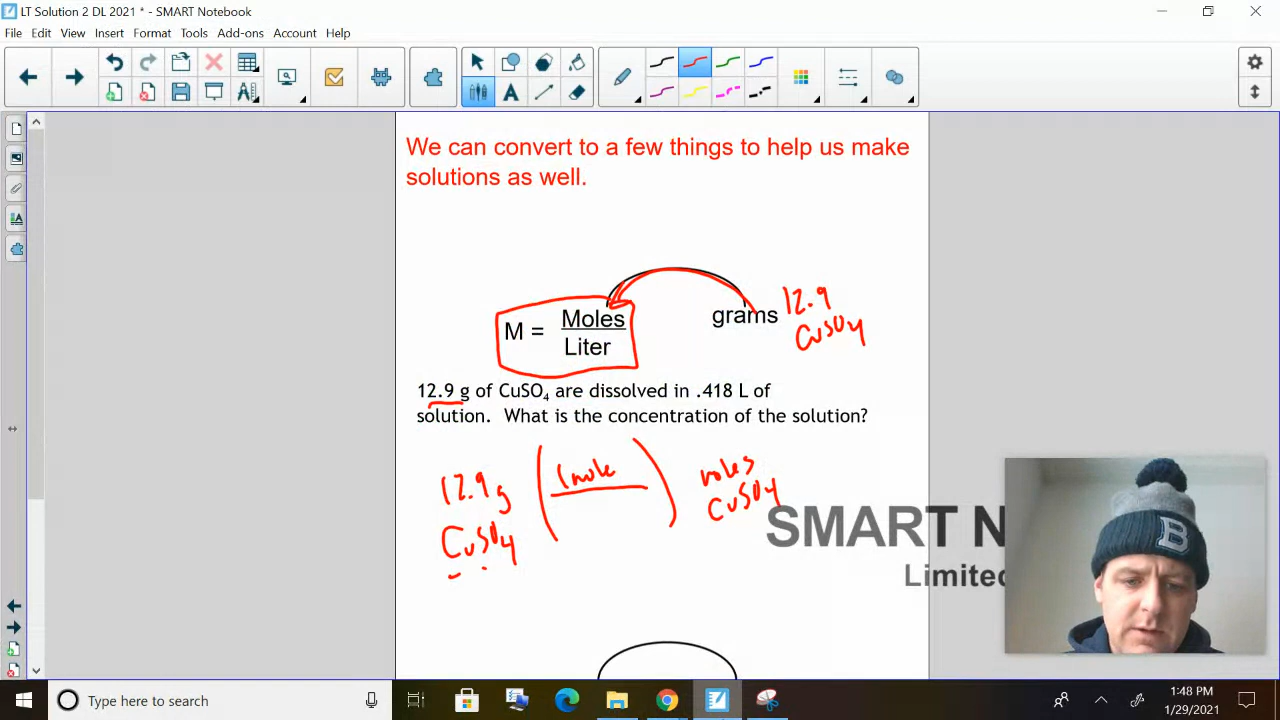 LT Solution 2 DL 2021 * - SMART Notebook
File Edit View Insert Format Tools Add-ons Account Help
We can convert to a few things to help us make
solutions as well.
M = Moles
Liter
grams
12.9
CuSO4
12.9 g of CuSO₄ are dissolved in .418 L of
solution. What is the concentration of the solution?
12.9 g
CuSO4
1 mole
moles
CuSO4
SMART N
Limited
B
Type here to search
1:48 PM
1/29/2021